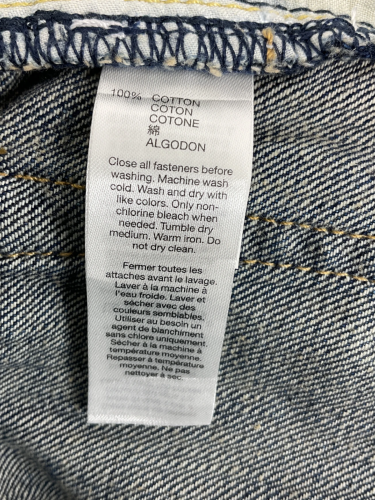 100% COTTON
COTON
COTONE
綿
ALGODON
Close all fasteners before
washing. Machine wash
cold. Wash and dry with
like colors. Only non-
chlorine bleach when
needed. Tumble dry
medium. Warm iron. Do
not dry clean.
Fermer toutes les
attaches avant le lavage.
Laver à la machine à
l'eau froide. Laver et
sécher avec des
couleurs semblables.
Utiliser au besoin un
agent de blanchiment
sans chlore uniquement.
Sécher à la machine à
température moyenne.
Repasser à température
moyenne. Ne pas
nettoyer à sec.